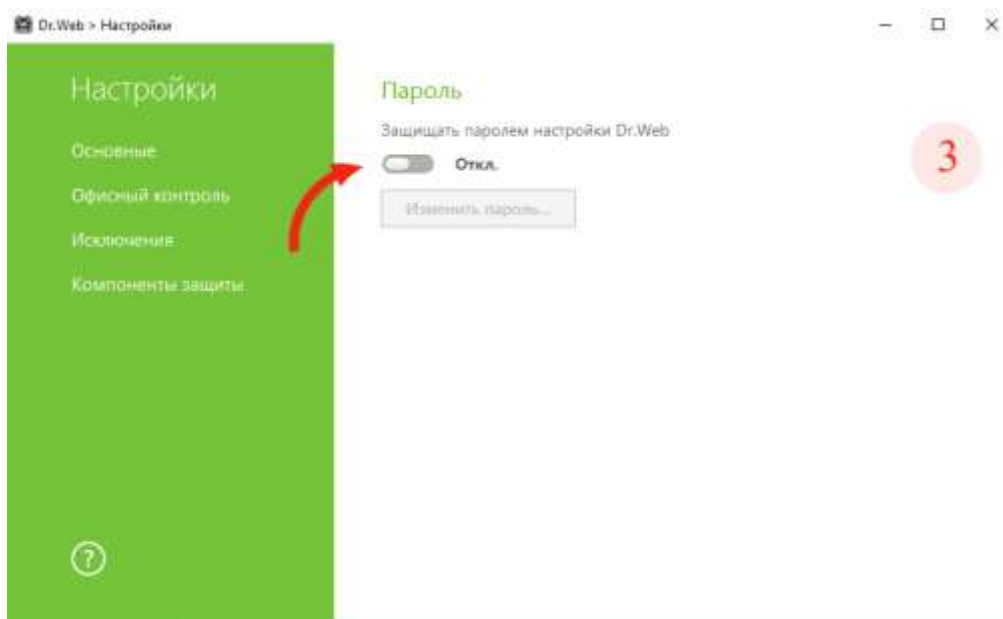 Dr.Web > Настройки
Настройки
Основные
Офисный контроль
Исключения
Компоненты защиты
?
Пароль
Защищать паролем настройки Dr.Web
Откл.
Изменить пароль...
3